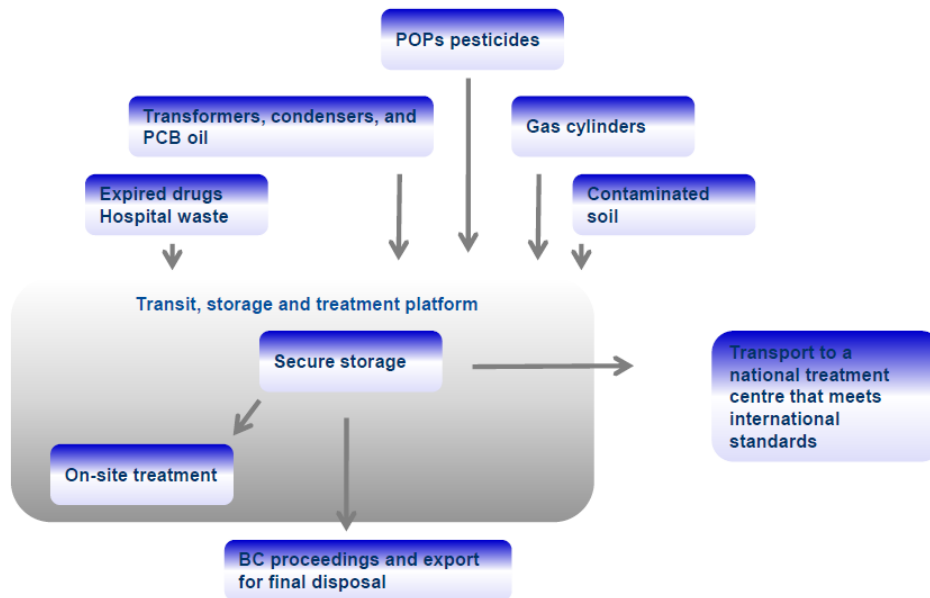 POPs pesticides
Transformers, condensers, and
PCB oil
Gas cylinders
Expired drugs
Hospital waste
Contaminated
soil
Transit, storage and treatment platform
Secure storage
Transport to a
national treatment
centre that meets
international
standards
On-site treatment
BC proceedings and export
for final disposal